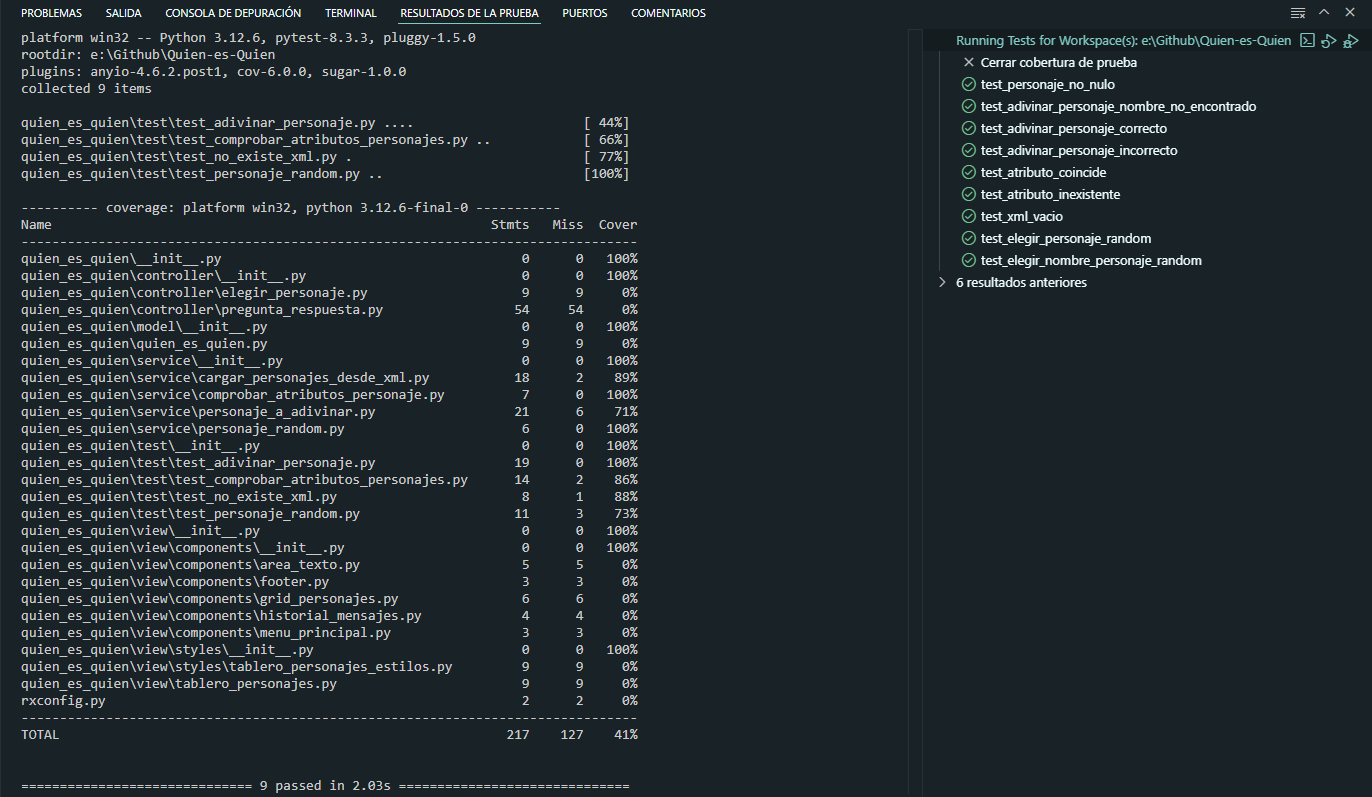 PROBLEMAS SALIDA CONSOLA DE DEPURACIÓN TERMINAL RESULTADOS DE LA PRUEBA PUERTOS COMENTARIOS
platform win32 -- Python 3.12.6, pytest-8.3.3, pluggy-1.5.0
rootdir: e:\Github\Quien-es-Quien
plugins: anyio-4.6.2.post1, cov-6.0.0, sugar-1.0.0
collected 9 items
quien_es_quien\test\test_adivinar_personaje.py .... [ 44%]
quien_es_quien\test\test_comprobar_atributos_personajes.py .. [ 66%]
quien_es_quien\test\test_no_existe_xml.py . [ 77%]
quien_es_quien\test\test_personaje_random.py .. [100%]
---------- coverage: platform win32, python 3.12.6-final-0 -----------
Name Stmts Miss Cover
---------------------------------------------------------------------------------
quien_es_quien\__init__.py 0 0 100%
quien_es_quien\controller\__init__.py 0 0 100%
quien_es_quien\controller\elegir_personaje.py 9 9 0%
quien_es_quien\controller\pregunta_respuesta.py 54 54 0%
quien_es_quien\model\__init__.py 0 0 100%
quien_es_quien\quien_es_quien.py 9 9 0%
quien_es_quien\service\__init__.py 0 0 100%
quien_es_quien\service\cargar_personajes_desde_xml.py 18 2 89%
quien_es_quien\service\comprobar_atributos_personaje.py 7 0 100%
quien_es_quien\service\personaje_a_adivinar.py 21 6 71%
quien_es_quien\service\personaje_random.py 6 0 100%
quien_es_quien\test\__init__.py 0 0 100%
quien_es_quien\test\test_adivinar_personaje.py 19 0 100%
quien_es_quien\test\test_comprobar_atributos_personajes.py 14 2 86%
quien_es_quien\test\test_no_existe_xml.py 8 1 88%
quien_es_quien\test\test_personaje_random.py 11 3 73%
quien_es_quien\view\__init__.py 0 0 100%
quien_es_quien\view\components\__init__.py 0 0 100%
quien_es_quien\view\components\area_texto.py 5 5 0%
quien_es_quien\view\components\footer.py 3 3 0%
quien_es_quien\view\components\grid_personajes.py 6 6 0%
quien_es_quien\view\components\historial_mensajes.py 4 4 0%
quien_es_quien\view\components\menu_principal.py 3 3 0%
quien_es_quien\view\styles\__init__.py 0 0 100%
quien_es_quien\view\styles\tablero_personajes_estilos.py 9 9 0%
quien_es_quien\view\tablero_personajes.py 9 9 0%
rxconfig.py 2 2 0%
---------------------------------------------------------------------------------
TOTAL 217 127 41%
============================== 9 passed in 2.03s ==============================
Running Tests for Workspace(s): e:\Github\Quien-es-Quien
Cerrar cobertura de prueba
test_personaje_no_nulo
test_adivinar_personaje_nombre_no_encontrado
test_adivinar_personaje_correcto
test_adivinar_personaje_incorrecto
test_atributo_coincide
test_atributo_inexistente
test_xml_vacio
test_elegir_personaje_random
test_elegir_nombre_personaje_random
6 resultados anteriores